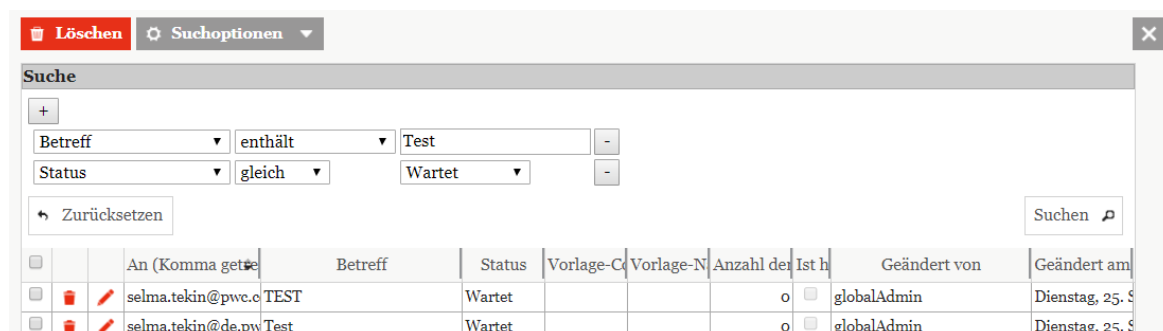 Löschen Suchoptionen
Suche
+
Betreff enthält Test -
Status gleich Wartet -
Zurücksetzen Suchen
An (Komma getre Betreff Status Vorlage-C Vorlage-N Anzahl der Ist h Geändert von Geändert am
selma.tekin@pwc.c TEST Wartet 0 globalAdmin Dienstag, 25. S
selma.tekin@de.pw Test Wartet 0 globalAdmin Dienstag, 25. S